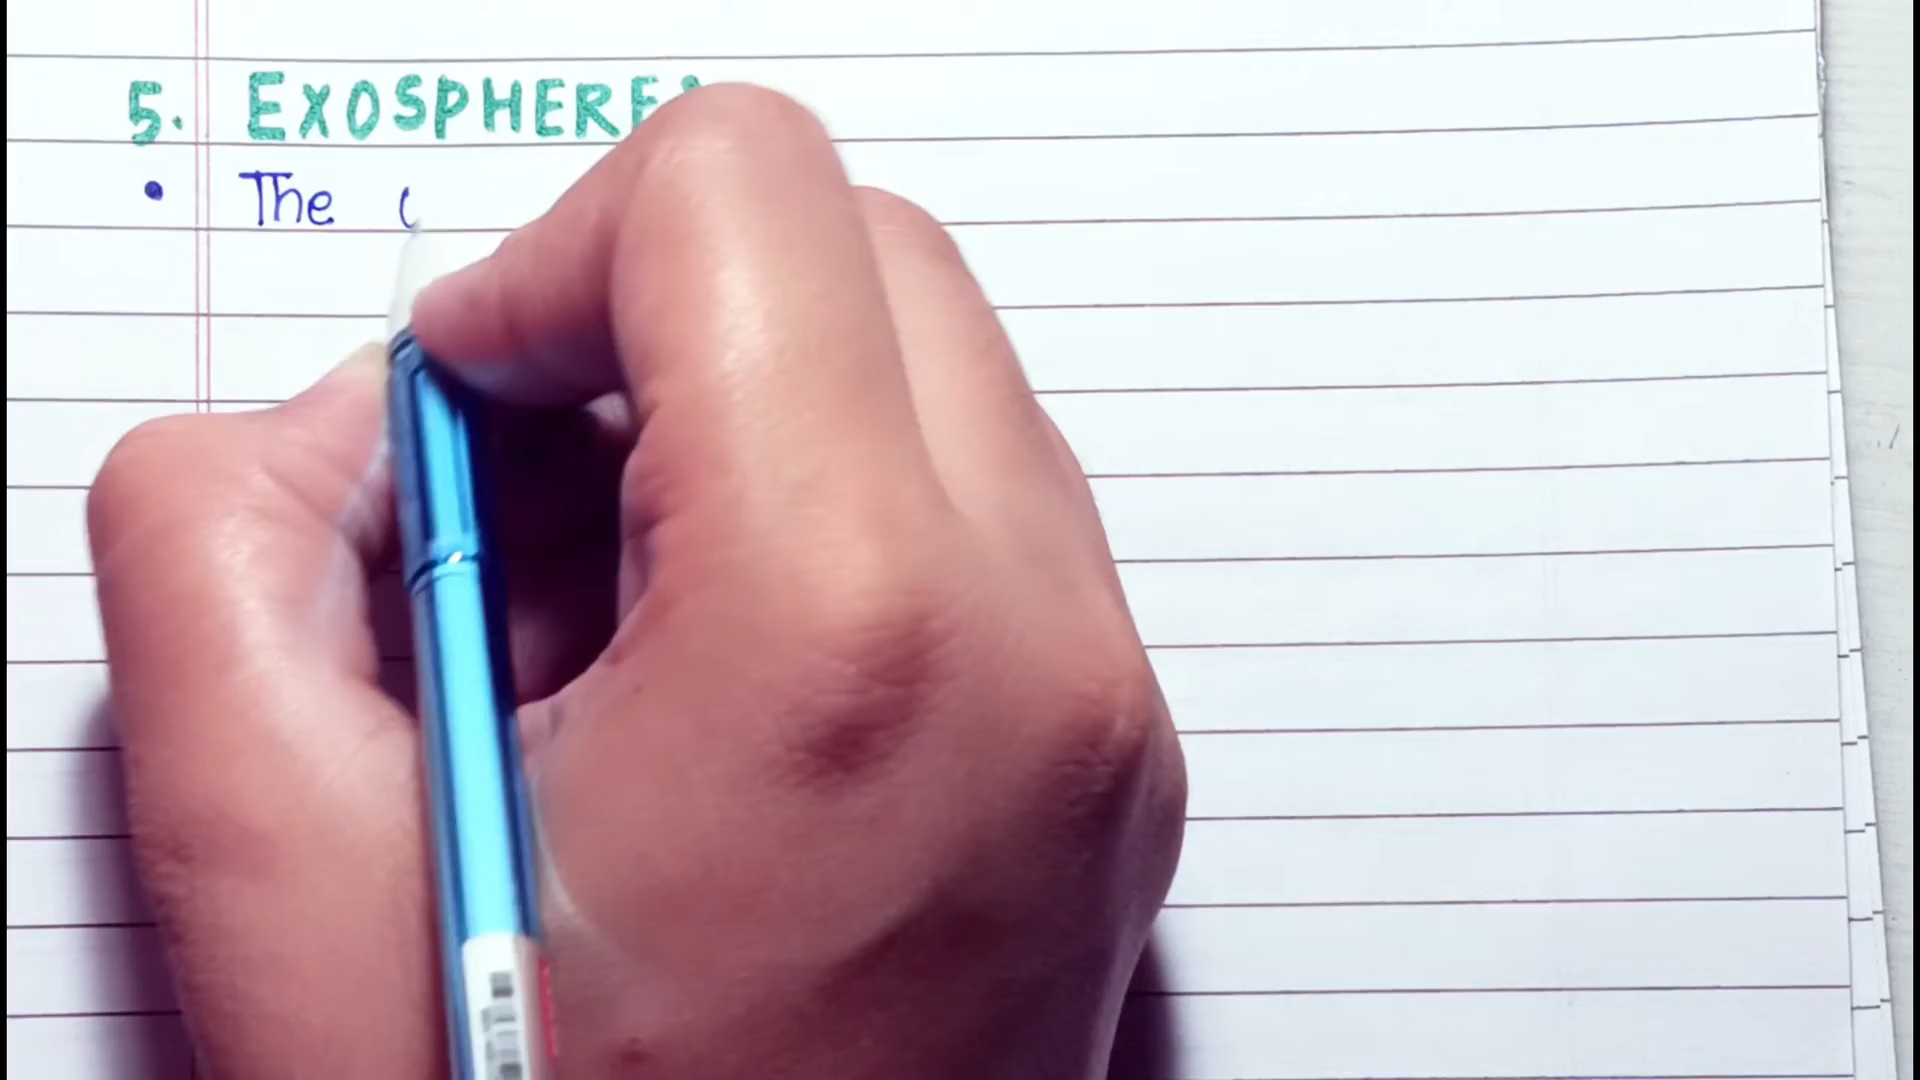 5. EXOSPHERE
• The